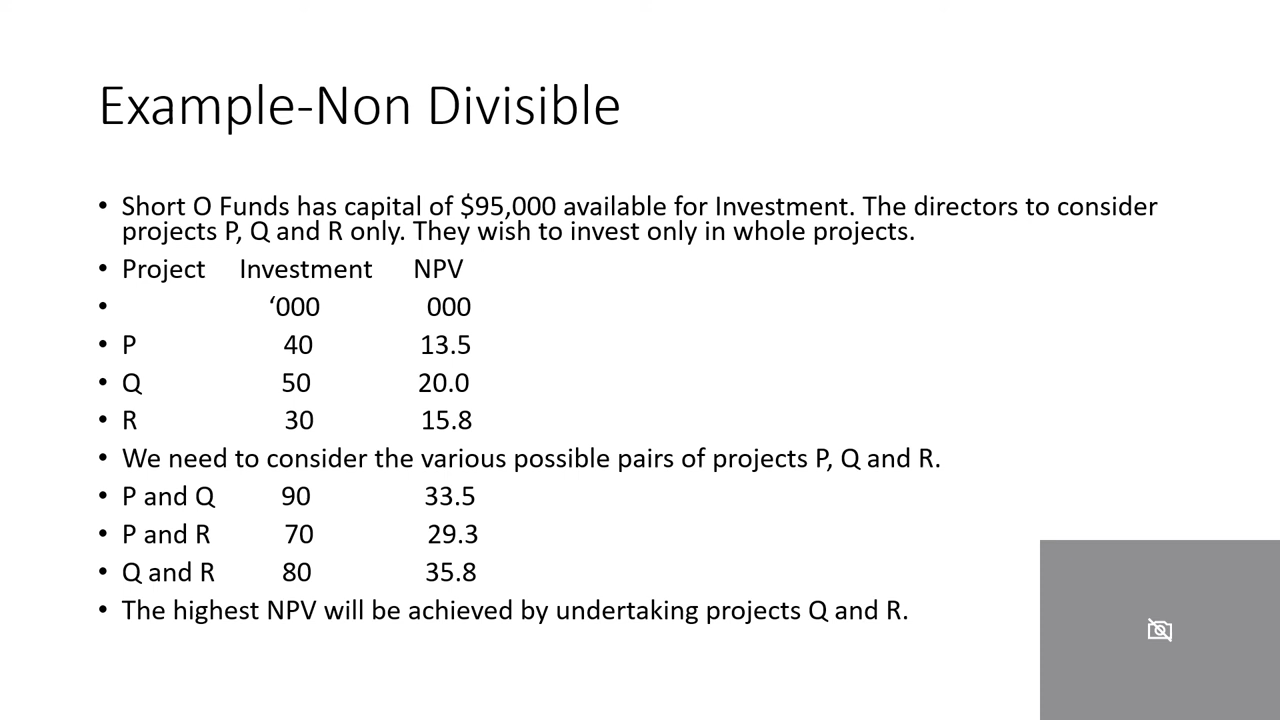 Example-Non Divisible
• Short O Funds has capital of $95,000 available for Investment. The directors to consider
projects P, Q and R only. They wish to invest only in whole projects.
• Project Investment NPV
• ‘000 000
• P 40 13.5
• Q 50 20.0
• R 30 15.8
• We need to consider the various possible pairs of projects P, Q and R.
• P and Q 90 33.5
• P and R 70 29.3
• Q and R 80 35.8
• The highest NPV will be achieved by undertaking projects Q and R.